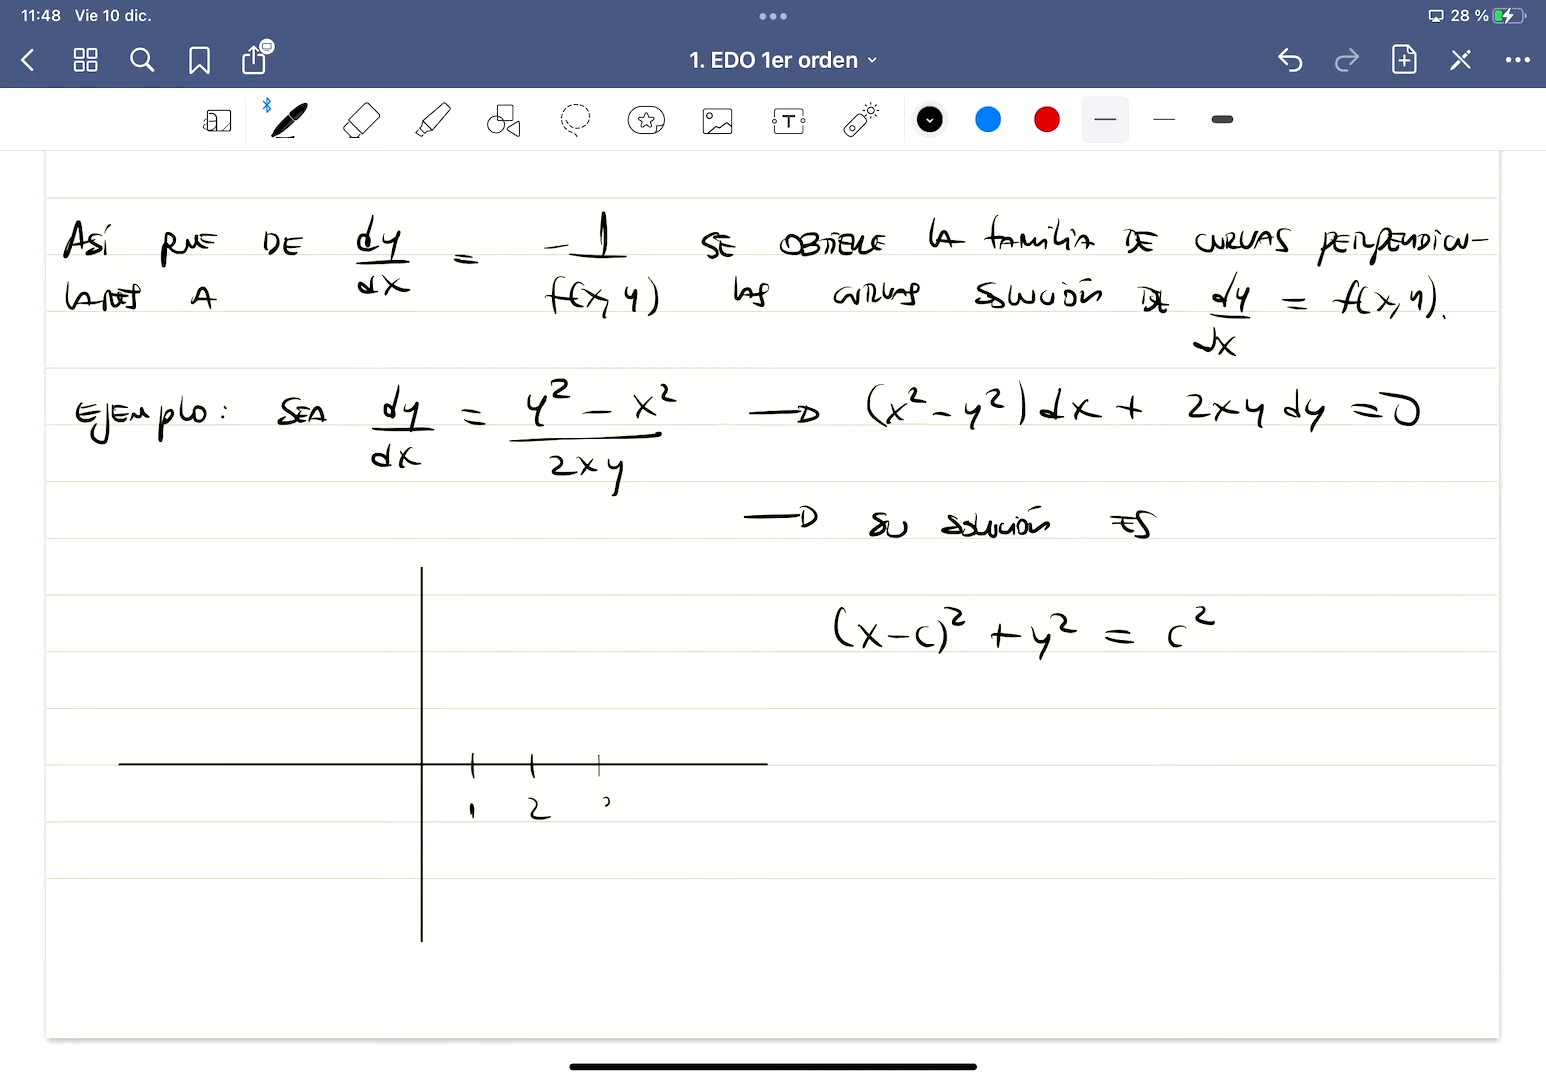 11:48 Vie 10 dic. 28 %
1. EDO 1er orden
ASÍ QUE DE dy/dx = -1/f(x,y) SE OBTIENE LA FAMILIA DE CURVAS PERPENDICU-
LARES A LAS CURVAS SOLUCIÓN DE dy/dx = f(x,y).
EJEMPLO: SEA dy/dx = (y² - x²)/2xy → (x² - y²)dx + 2xy dy = 0
→ SU SOLUCIÓN ES
(x-c)² + y² = c²
1 2